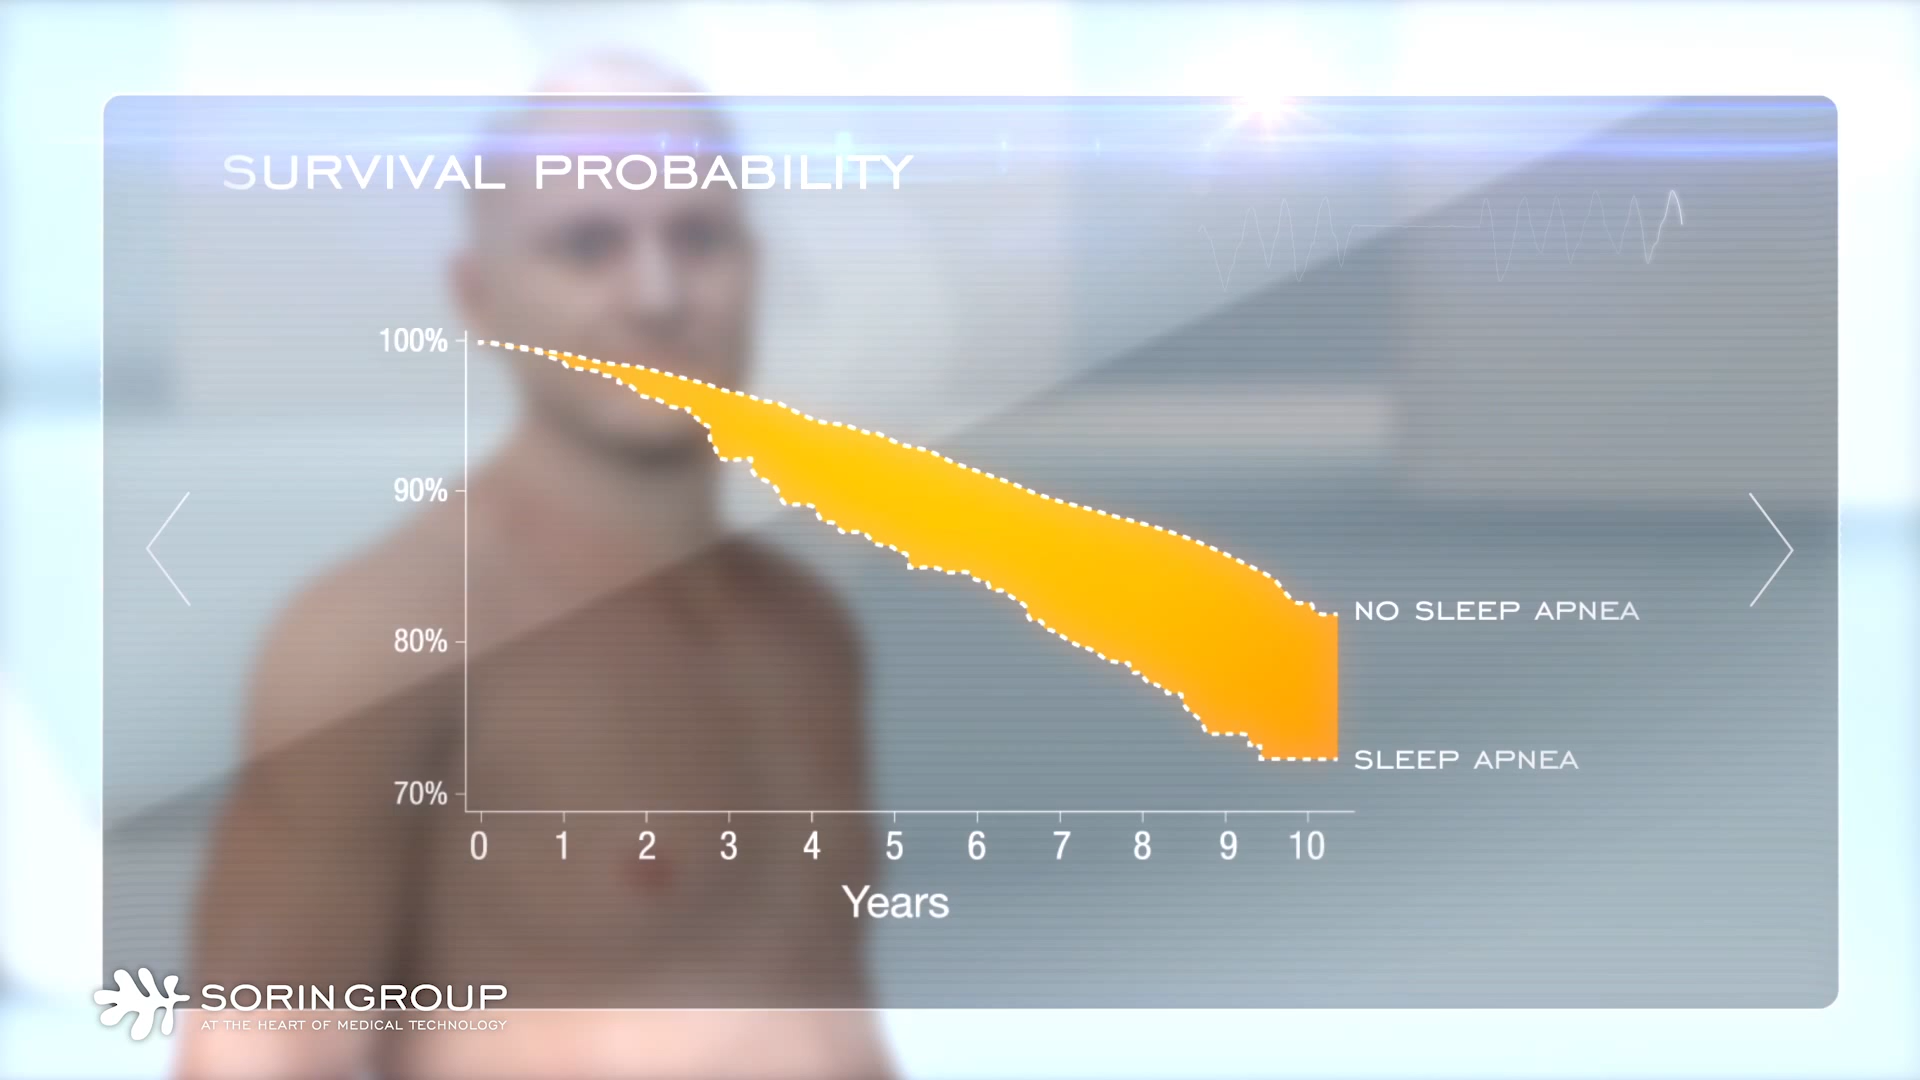 SURVIVAL PROBABILITY
100%
90%
80%
70%
NO SLEEP APNEA
SLEEP APNEA
0 1 2 3 4 5 6 7 8 9 10
Years
SORIN GROUP
AT THE HEART OF MEDICAL TECHNOLOGY